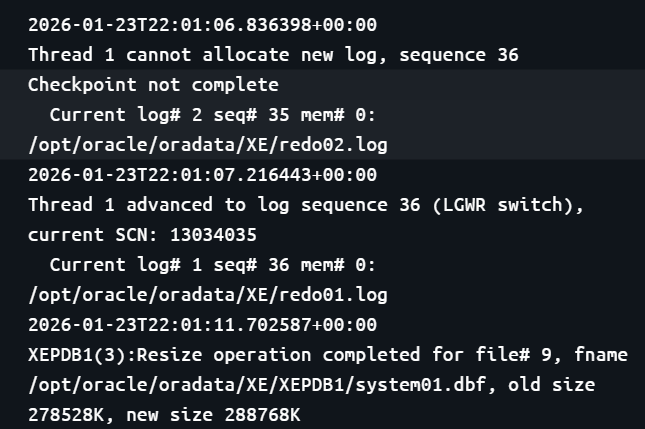 2026-01-23T22:01:06.836398+00:00
Thread 1 cannot allocate new log, sequence 36
Checkpoint not complete
  Current log# 2 seq# 35 mem# 0:
/opt/oracle/oradata/XE/redo02.log
2026-01-23T22:01:07.216443+00:00
Thread 1 advanced to log sequence 36 (LGWR switch),
current SCN: 13034035
  Current log# 1 seq# 36 mem# 0:
/opt/oracle/oradata/XE/redo01.log
2026-01-23T22:01:11.702587+00:00
XEPDB1(3):Resize operation completed for file# 9, fname
/opt/oracle/oradata/XE/XEPDB1/system01.dbf, old size
278528K, new size 288768K